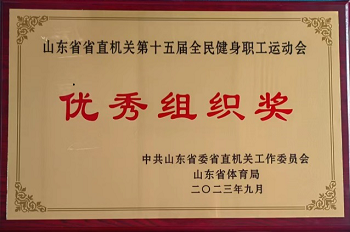 山东省省直机关第十五届全民健身职工运动会
优秀组织奖
中共山东省委省直机关工作委员会
山东省体育局
二〇二三年九月